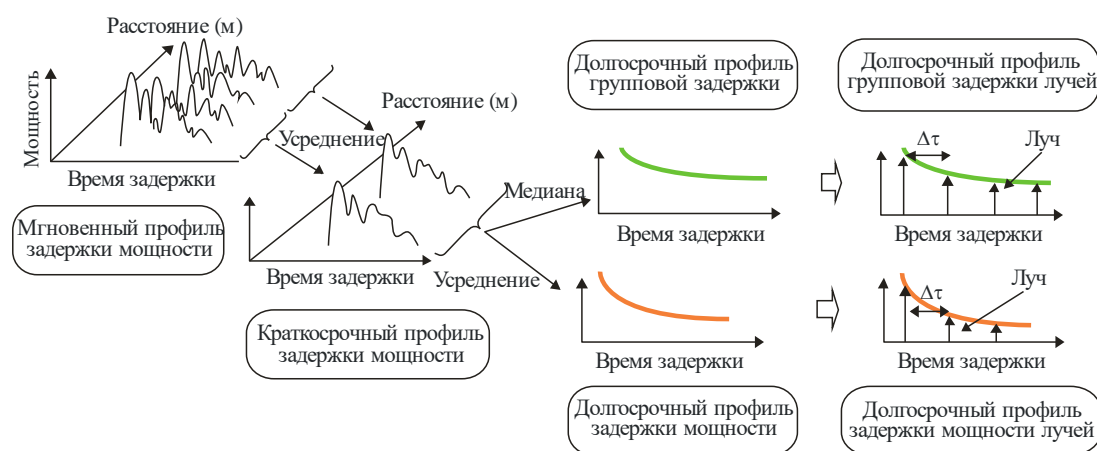 Расстояние (м)
Мощность
Время задержки
Мгновенный профиль
задержки мощности
Усреднение
Расстояние (м)
Время задержки
Краткосрочный профиль
задержки мощности
Медиана
Усреднение
Долгосрочный профиль
групповой задержки
Время задержки
Долгосрочный профиль
групповой задержки лучей
Δτ
Луч
Время задержки
Время задержки
Долгосрочный профиль
задержки мощности
Δτ
Луч
Время задержки
Долгосрочный профиль
задержки мощности лучей